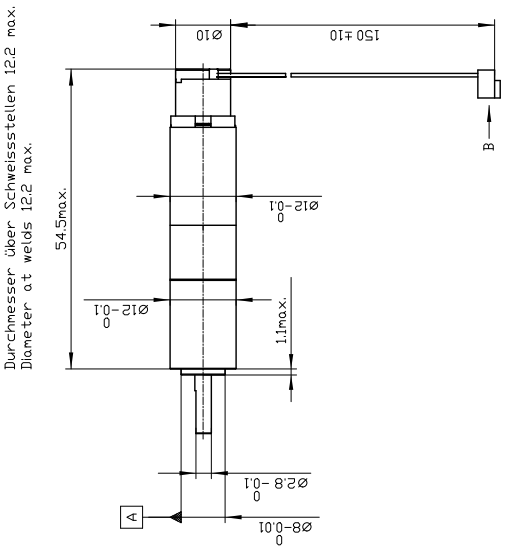 Durchmesser über Schweissstellen 12.2 max.
Diameter at welds 12.2 max.
Ø10
150 ±10
B
54.5max.
0
Ø12-0.1
0
Ø12-0.1
1.1max.
0
Ø2.8 -0.1
A
0
Ø8-0.01